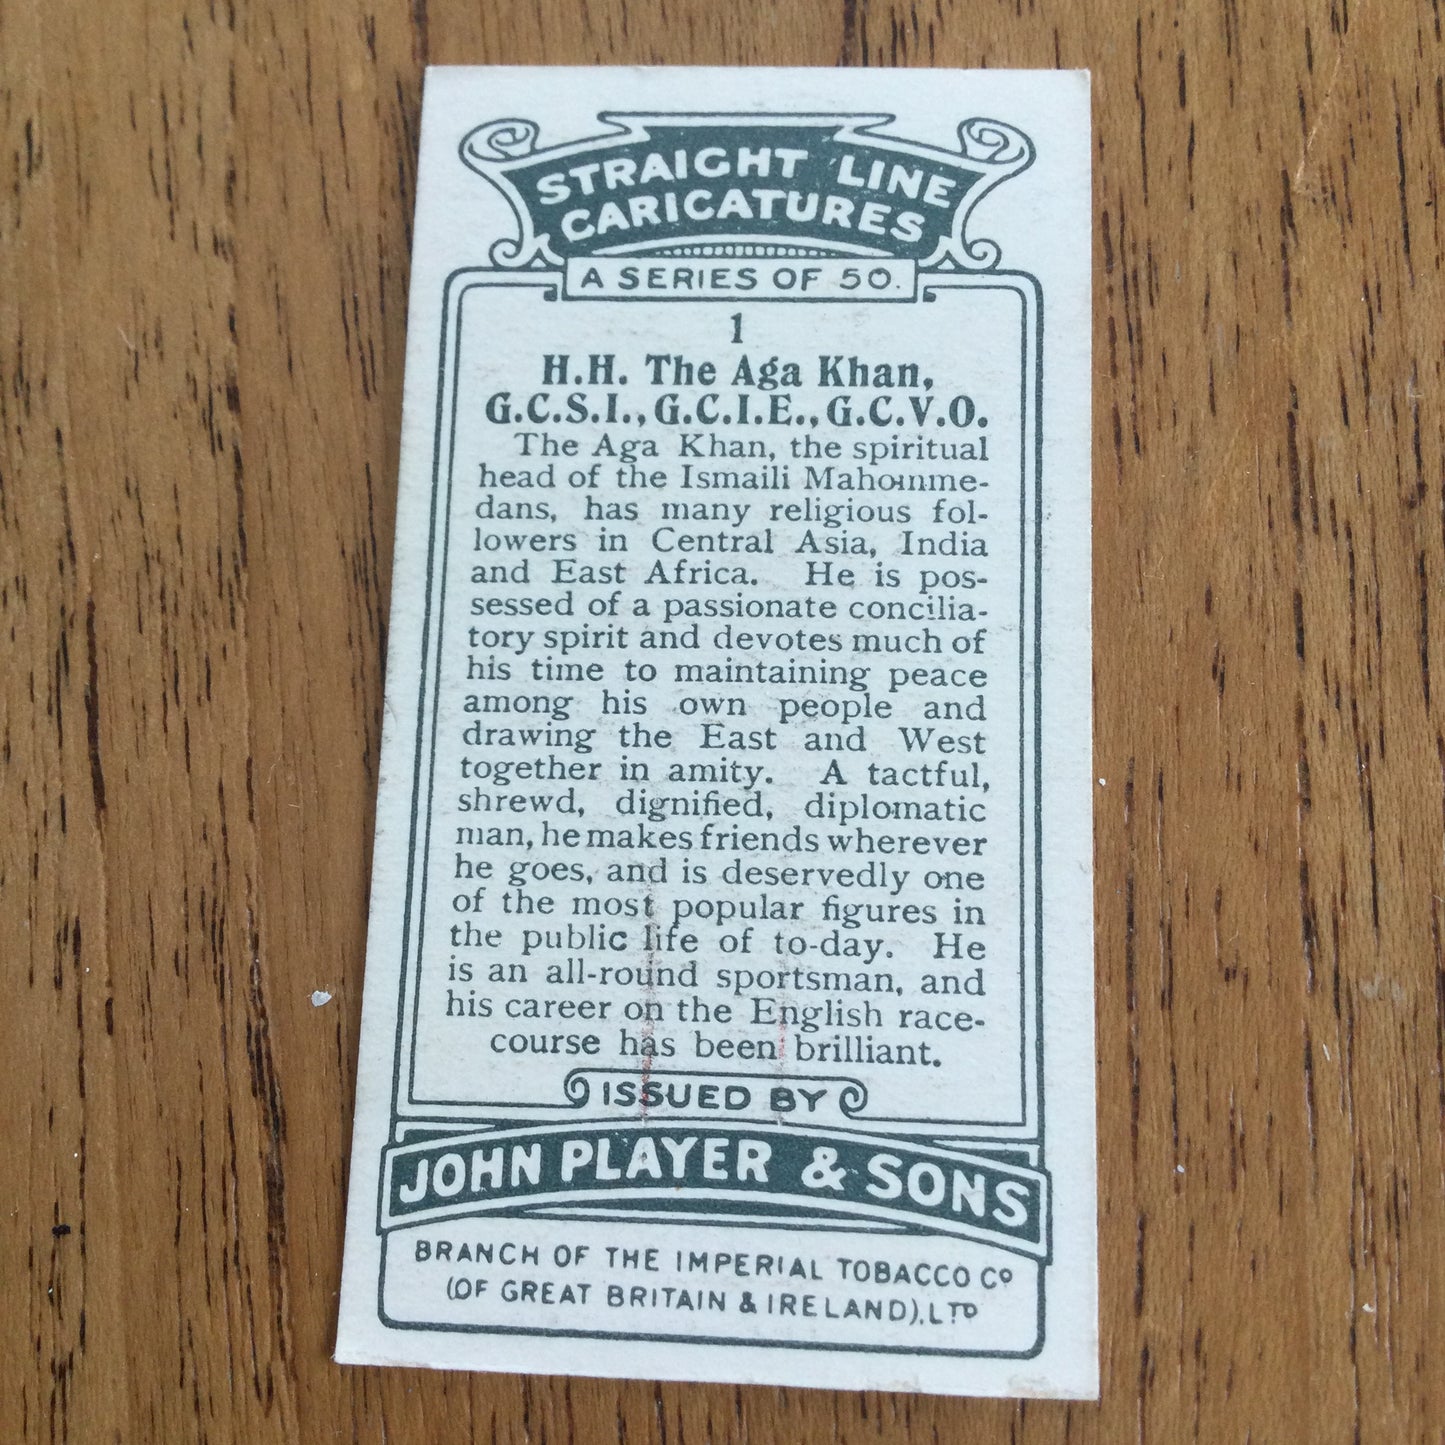 STRAIGHT LINE
CARICATURES
A SERIES OF 50.
1
H.H. The Aga Khan,
G.C.S.I., G.C.I.E., G.C.V.O.
The Aga Khan, the spiritual
head of the Ismaili Mahomme-
dans, has many religious fol-
lowers in Central Asia, India
and East Africa. He is pos-
sessed of a passionate concilia-
tory spirit and devotes much of
his time to maintaining peace
among his own people and
drawing the East and West
together in amity. A tactful,
shrewd, dignified, diplomatic
man, he makes friends wherever
he goes, and is deservedly one
of the most popular figures in
the public life of to-day. He
is an all-round sportsman, and
his career on the English race-
course has been brilliant.
ISSUED BY
JOHN PLAYER & SONS
BRANCH OF THE IMPERIAL TOBACCO Cº
(OF GREAT BRITAIN & IRELAND), LTD